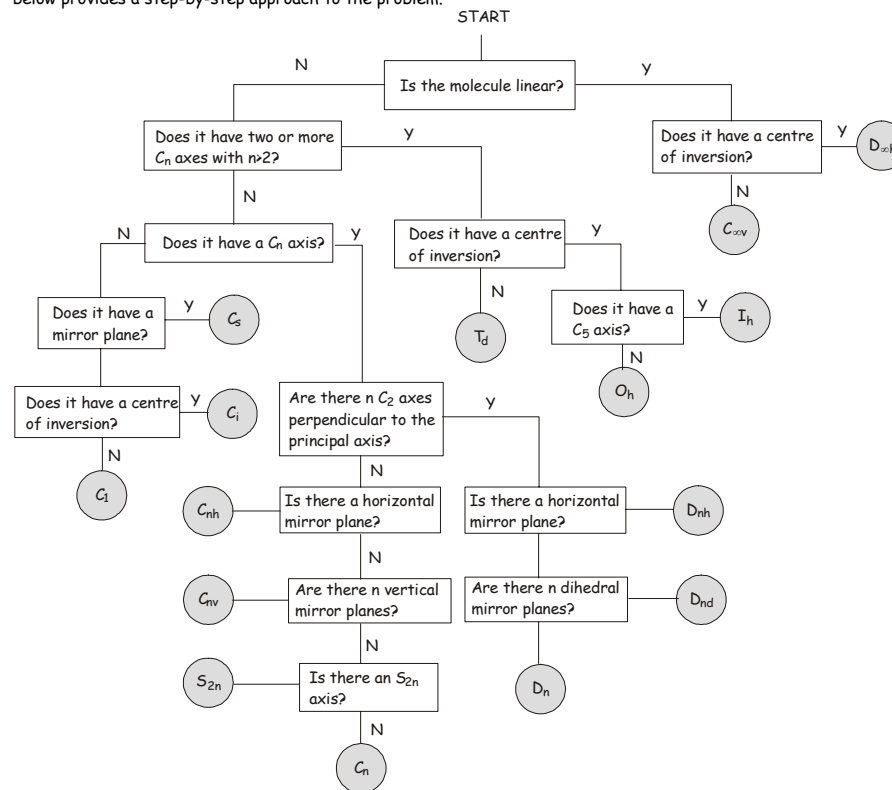 below provides a step-by-step approach to the problem.
START
N
Is the molecule linear?
Y
Does it have two or more
Cn axes with n>2?
Y
Does it have a centre
of inversion?
Y
D∞h
N
N
C∞v
N
Does it have a Cn axis?
Y
Does it have a centre
of inversion?
Y
Does it have a
mirror plane?
Y
Cs
N
Td
Does it have a
C5 axis?
Y
Ih
N
Oh
Does it have a centre
of inversion?
Y
Ci
Are there n C2 axes
perpendicular to the
principal axis?
Y
N
C1
N
Cnh
Is there a horizontal
mirror plane?
Is there a horizontal
mirror plane?
Dnh
N
Cnv
Are there n vertical
mirror planes?
Are there n dihedral
mirror planes?
Dnd
N
S2n
Is there an S2n
axis?
Dn
N
Cn